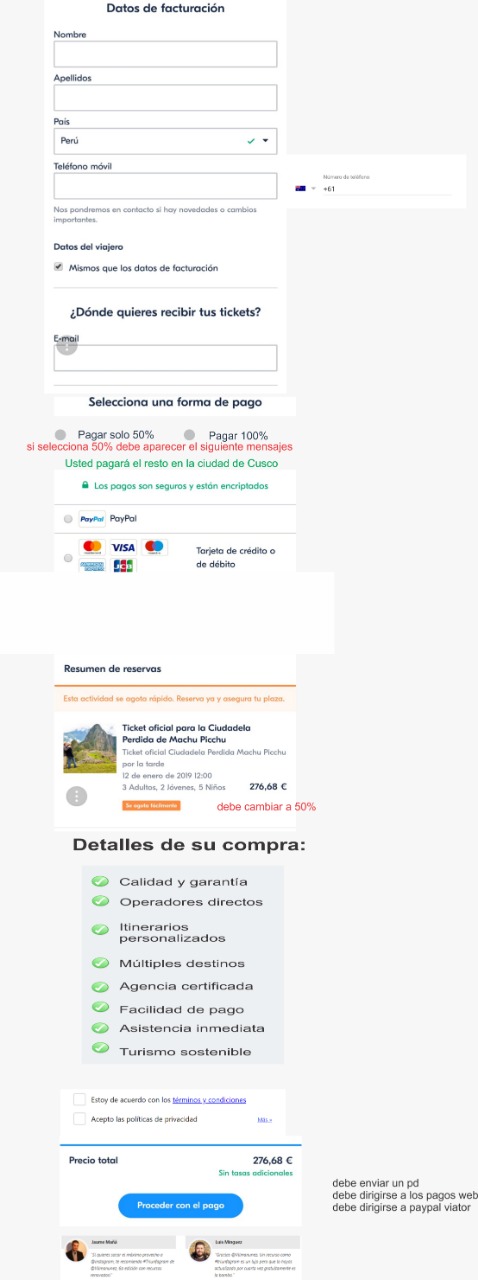 Datos de facturación
Nombre
Apellidos
País
Perú
Teléfono móvil
Número de teléfono
+61
Nos pondremos en contacto si hay novedades o cambios
importantes.
Datos del viajero
Mismos que los datos de facturación
¿Dónde quieres recibir tus tickets?
E-mail
Selecciona una forma de pago
Pagar solo 50% Pagar 100%
si selecciona 50% debe aparecer el siguiente mensajes
Usted pagará el resto en la ciudad de Cusco
Los pagos son seguros y están encriptados
PayPal PayPal
VISA
Tarjeta de crédito o
de débito
JCB
Resumen de reservas
Esta actividad se agota rápido. Reserva ya y asegura tu plaza.
Ticket oficial para la Ciudadela
Perdida de Machu Picchu
Ticket oficial Ciudadela Perdida Machu Picchu
por la tarde
12 de enero de 2019 12:00
3 Adultos, 2 Jóvenes, 5 Niños 276,68 €
Se agota fácilmente
debe cambiar a 50%
Detalles de su compra:
Calidad y garantía
Operadores directos
Itinerarios
personalizados
Múltiples destinos
Agencia certificada
Facilidad de pago
Asistencia inmediata
Turismo sostenible
Estoy de acuerdo con los términos y condiciones
Acepto las políticas de privacidad Más »
Precio total 276,68 €
Sin tasas adicionales
Proceder con el pago
debe enviar un pd
debe dirigirse a los pagos web
debe dirigirse a paypal viator
Jaume Mañú Luis Mínguez